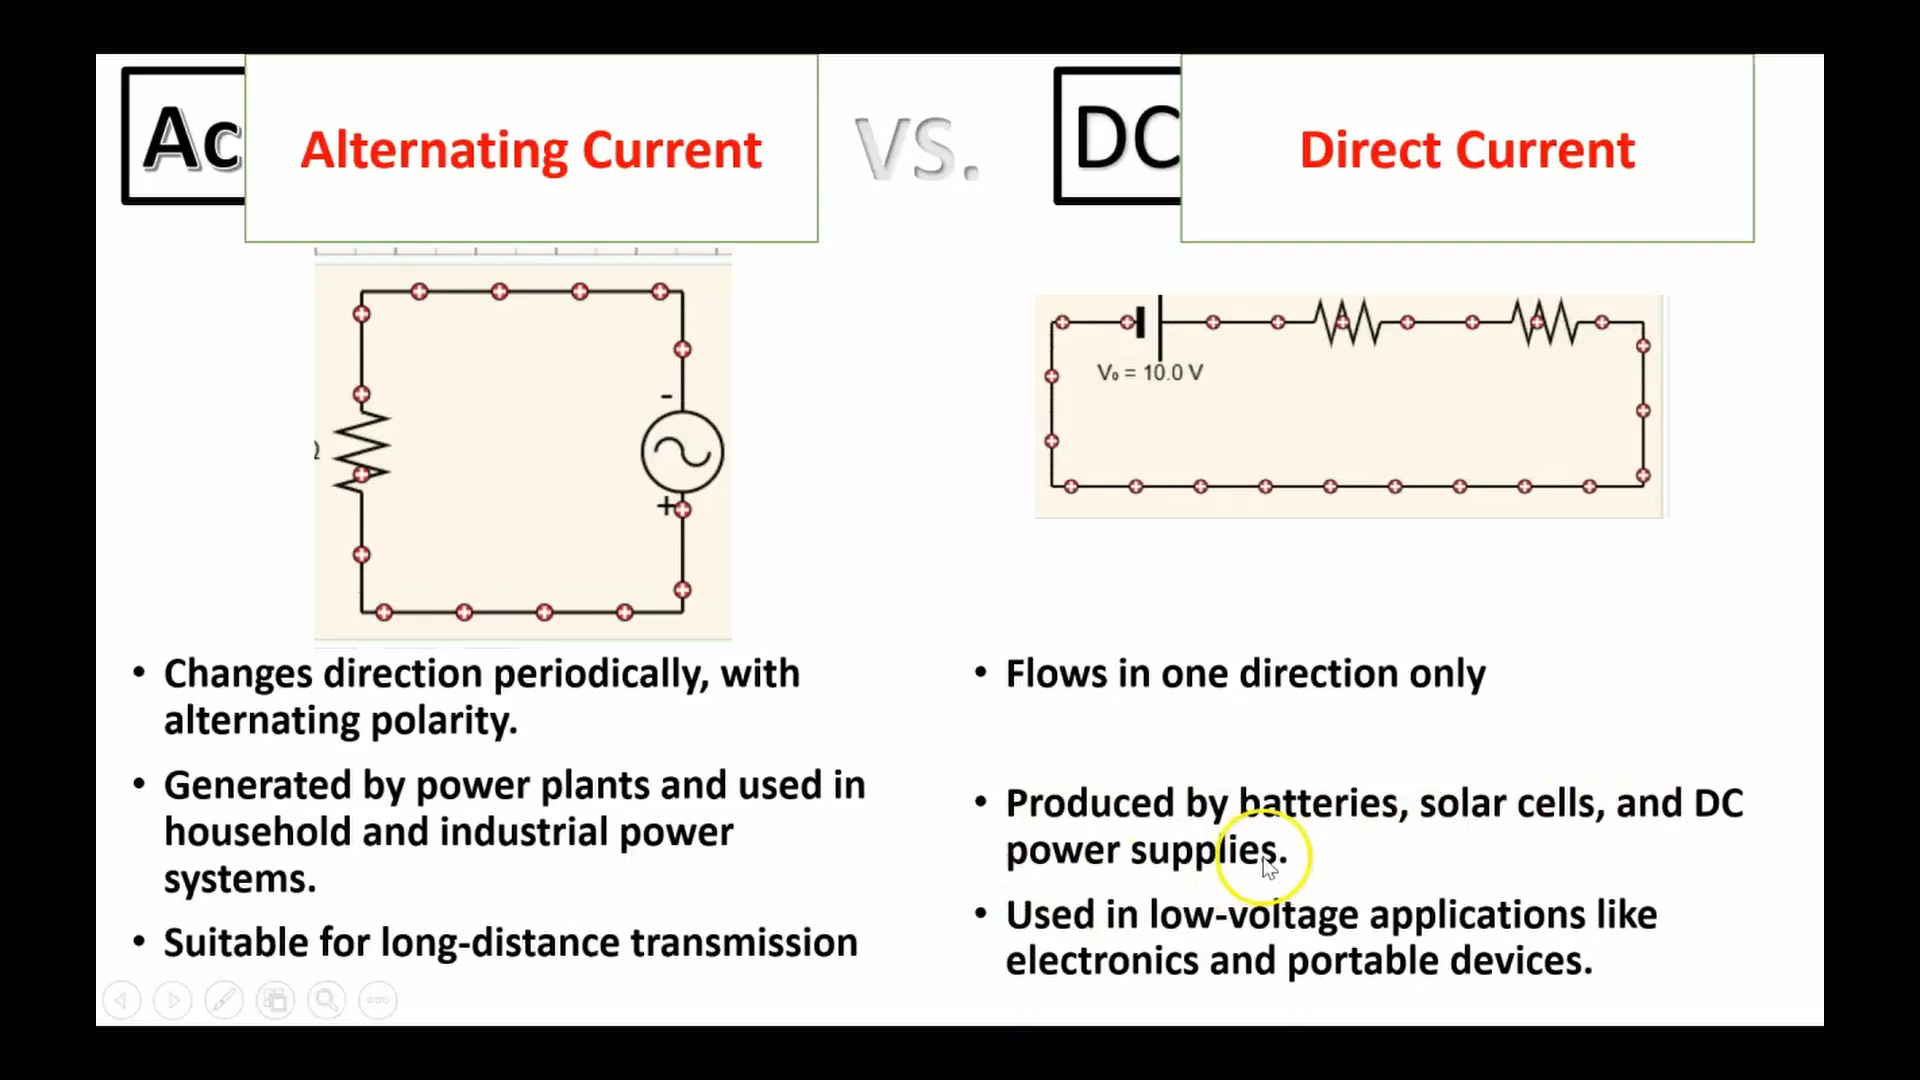 Ac
Alternating Current
VS.
DC
Direct Current
-
+
V₀ = 10.0 V
• Changes direction periodically, with
alternating polarity.
• Generated by power plants and used in
household and industrial power
systems.
• Suitable for long-distance transmission
• Flows in one direction only
• Produced by batteries, solar cells, and DC
power supplies.
• Used in low-voltage applications like
electronics and portable devices.